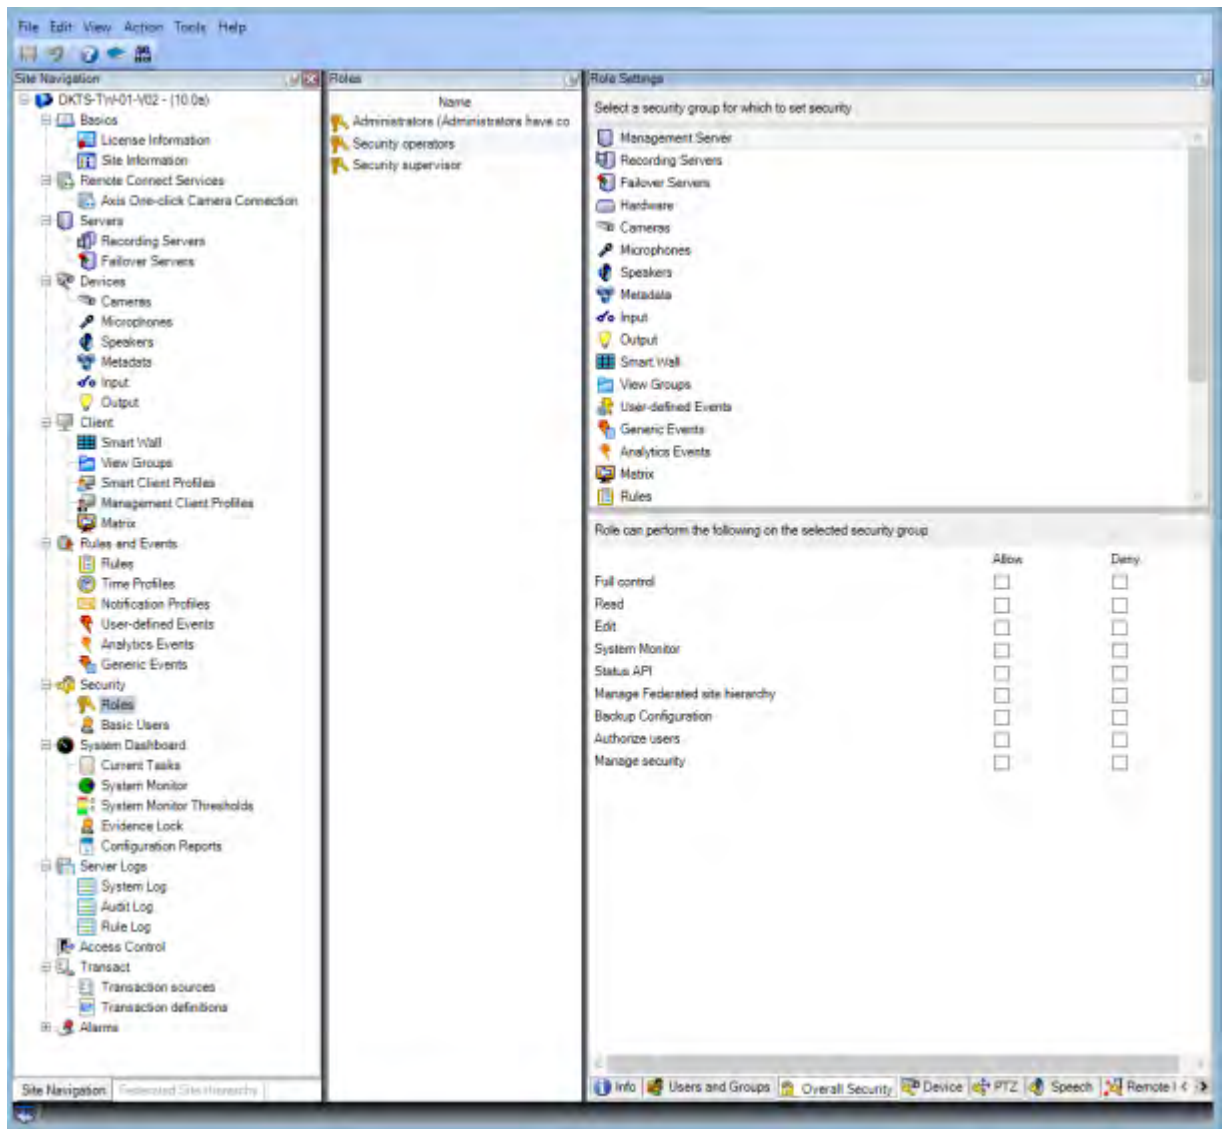 File Edit View Action Tools Help
Site Navigation
DKTS-TW-01-V02 - (10.0a)
Basics
License Information
Site Information
Remote Connect Services
Axis One-click Camera Connection
Servers
Recording Servers
Failover Servers
Devices
Cameras
Microphones
Speakers
Metadata
Input
Output
Client
Smart Wall
View Groups
Smart Client Profiles
Management Client Profiles
Matrix
Rules and Events
Rules
Time Profiles
Notification Profiles
User-defined Events
Analytics Events
Generic Events
Security
Roles
Basic Users
System Dashboard
Current Tasks
System Monitor
System Monitor Thresholds
Evidence Lock
Configuration Reports
Server Logs
System Log
Audit Log
Rule Log
Access Control
Transact
Transaction sources
Transaction definitions
Alarms
Site Navigation
Federated Site Hierarchy
Roles
Name
Administrators (Administrators have co
Security operators
Security supervisor
Role Settings
Select a security group for which to set security
Management Server
Recording Servers
Failover Servers
Hardware
Cameras
Microphones
Speakers
Metadata
Input
Output
Smart Wall
View Groups
User-defined Events
Generic Events
Analytics Events
Matrix
Rules
Role can perform the following on the selected security group
Allow Deny
Full control
Read
Edit
System Monitor
Status API
Manage Federated site hierarchy
Backup Configuration
Authorize users
Manage security
Info Users and Groups Overall Security Device PTZ Speech Remote